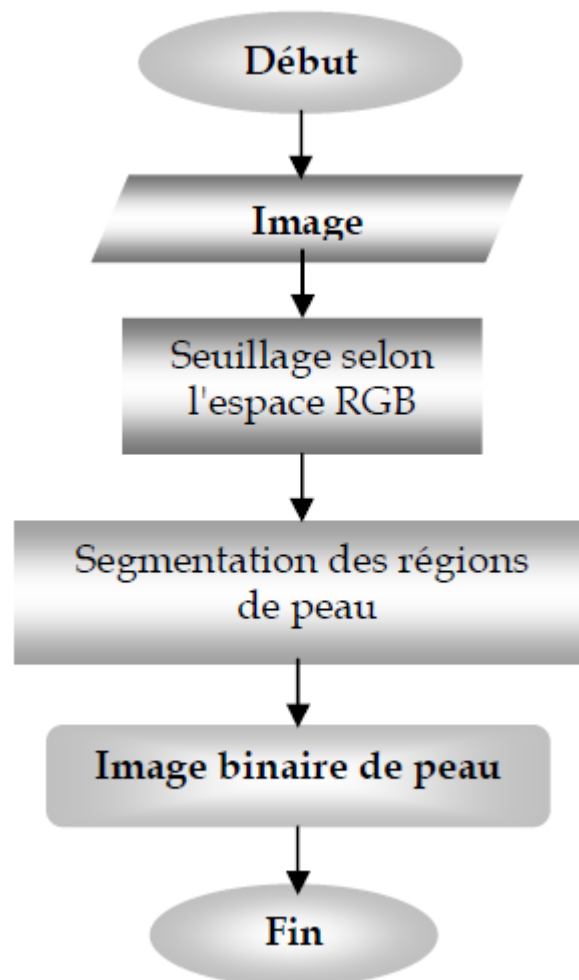 Début
Image
Seuillage selon
l'espace RGB
Segmentation des régions
de peau
Image binaire de peau
Fin